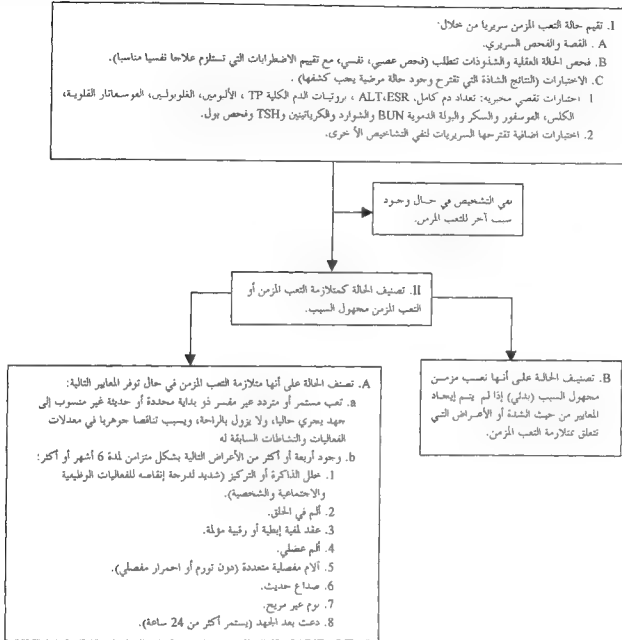 I. تقيم حالة التعب المزمن سريريا من خلال:
A. القصة والفحص السريري.
B. فحص الحالة العقلية والشذوذات تتطلب (فحص عصبي، نفسي، مع تقييم الاضطرابات التي تستلزم علاجا نفسيا مناسبا).
C. الاختبارات (النتائج الشاذة التي تقترح وجود حالة مرضية يجب كشفها).
1 اختبارات تقصي مخبرية: تعداد دم كامل، ALT،ESR، بروتينات الدم الكلية TP، الألبومين، الغلوبولين، الفوسفاتاز القلوية،
الكلس، الفوسفور والسكر والبولة الدموية BUN والشوارد والكرياتينين وTSH وفحص بول.
2. اختبارات اضافية تقترحها السريريات لنفي التشاخيص الأخرى.
نفي التشخيص في حال وجود
سبب آخر للتعب المزمن.
II. تصنيف الحالة كمتلازمة التعب المزمن أو
التعب المزمن مجهول السبب.
A. تصنف الحالة على أنها متلازمة التعب المزمن في حال توفر المعايير التالية:
a. تعب مستمر أو متردد غير مفسر ذو بداية محددة أو حديثة غير منسوب إلى
جهد يجري حاليا، ولا يزول بالراحة، ويسبب تناقصا جوهريا في معدلات
الفعاليات والنشاطات السابقة له
b. وجود أربعة أو أكثر من الأعراض التالية بشكل متزامن لمدة 6 أشهر أو أكثر:
1. خلل الذاكرة أو التركيز (شديد لدرجة إنقاصه للفعاليات الوظيفية
والاجتماعية والشخصية).
2. ألم في الحلق.
3. عقد لمفية إبطية أو رقبية مؤلمة.
4. ألم عضلي.
5. آلام مفصلية متعددة (دون تورم أو احمرار مفصلي).
6. صداع حديث.
7. نوم غير مريح.
8. دعث بعد الجهد (يستمر أكثر من 24 ساعة).
B. تصنيف الحالة على أنها تعب مزمن
مجهول السبب (بدئي) إذا لم يتم إيجاد
المعايير من حيث الشدة أو الأعراض التي
تتعلق بمتلازمة التعب المزمن.